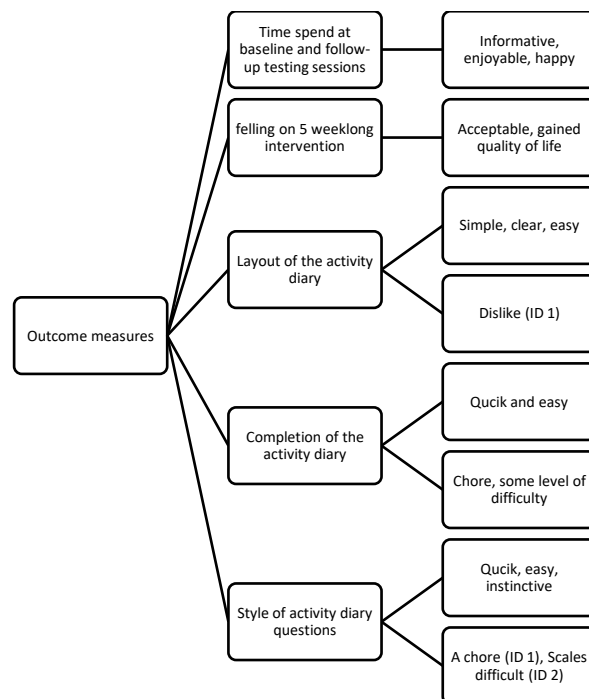 Time spend at
baseline and follow-
up testing sessions
Informative,
enjoyable, happy
felling on 5 weeklong
intervention
Acceptable, gained
quality of life
Simple, clear, easy
Layout of the activity
diary
Dislike (ID 1)
Outcome measures
Qucik and easy
Completion of the
activity diary
Chore, some level of
difficulty
Qucik, easy,
instinctive
Style of activity diary
questions
A chore (ID 1), Scales
difficult (ID 2)